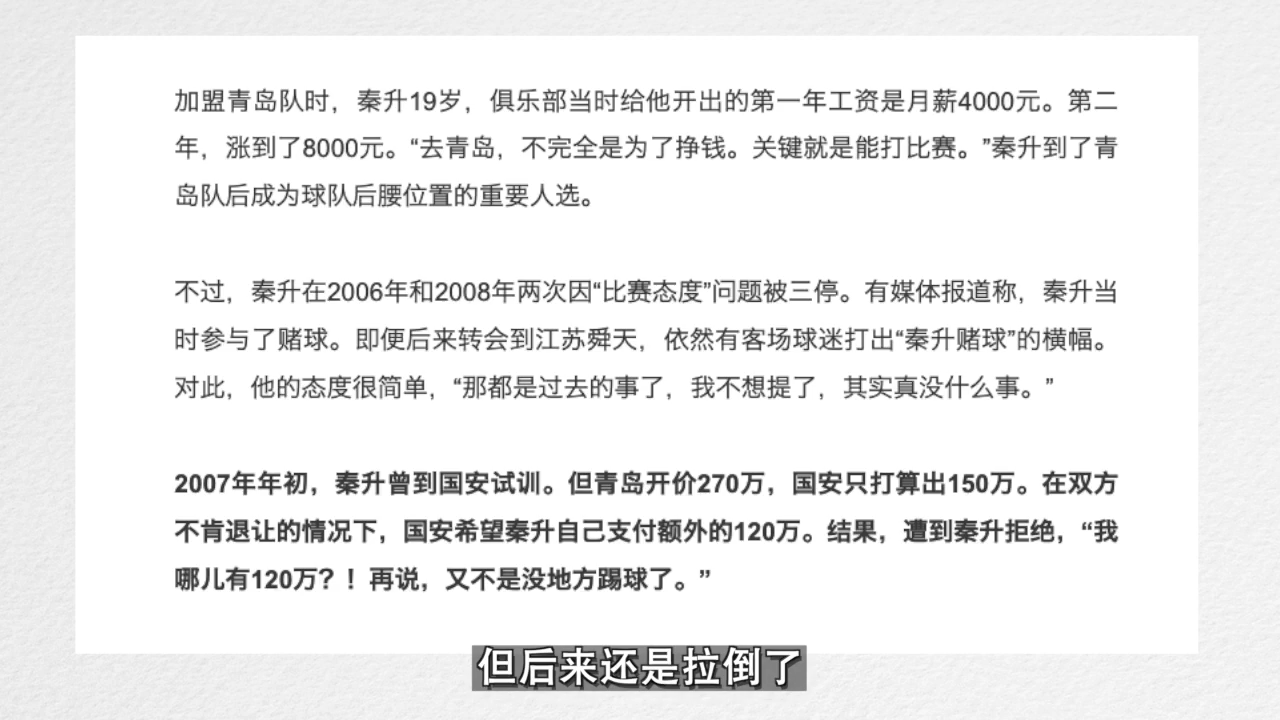 加盟青岛队时，秦升19岁，俱乐部当时给他开出的第一年工资是月薪4000元。第二
年，涨到了8000元。“去青岛，不完全是为了挣钱。关键就是能打比赛。”秦升到了青
岛队后成为球队后腰位置的重要人选。
不过，秦升在2006年和2008年两次因“比赛态度”问题被三停。有媒体报道称，秦升当
时参与了赌球。即便后来转会到江苏舜天，依然有客场球迷打出“秦升赌球”的横幅。
对此，他的态度很简单，“那都是过去的事了，我不想提了，其实真没什么事。”
2007年年初，秦升曾到国安试训。但青岛开价270万，国安只打算出150万。在双方
不肯退让的情况下，国安希望秦升自己支付额外的120万。结果，遭到秦升拒绝，“我
哪儿有120万？！再说，又不是没地方踢球了。”
但后来还是拉倒了